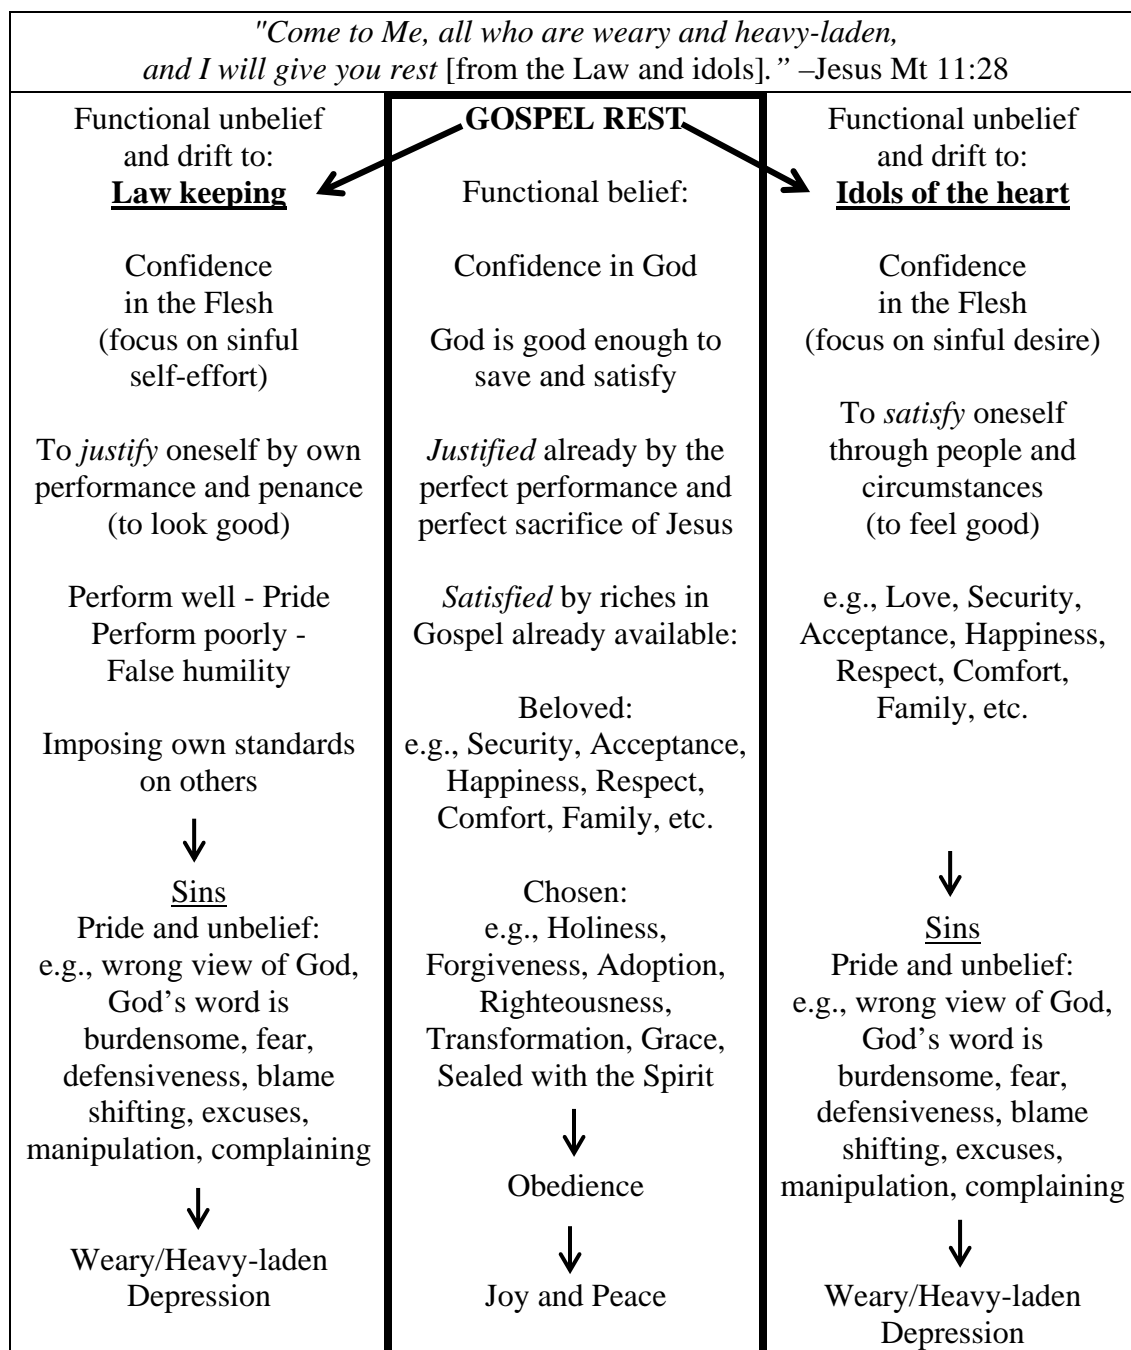 "Come to Me, all who are weary and heavy-laden,
and I will give you rest [from the Law and idols].” –Jesus Mt 11:28
Functional unbelief
and drift to:
Law keeping
Confidence
in the Flesh
(focus on sinful
self-effort)
To justify oneself by own
performance and penance
(to look good)
Perform well - Pride
Perform poorly -
False humility
Imposing own standards
on others
Sins
Pride and unbelief:
e.g., wrong view of God,
God’s word is
burdensome, fear,
defensiveness, blame
shifting, excuses,
manipulation, complaining
Weary/Heavy-laden
Depression
GOSPEL REST
Functional belief:
Confidence in God
God is good enough to
save and satisfy
Justified already by the
perfect performance and
perfect sacrifice of Jesus
Satisfied by riches in
Gospel already available:
Beloved:
e.g., Security, Acceptance,
Happiness, Respect,
Comfort, Family, etc.
Chosen:
e.g., Holiness,
Forgiveness, Adoption,
Righteousness,
Transformation, Grace,
Sealed with the Spirit
Obedience
Joy and Peace
Functional unbelief
and drift to:
Idols of the heart
Confidence
in the Flesh
(focus on sinful desire)
To satisfy oneself
through people and
circumstances
(to feel good)
e.g., Love, Security,
Acceptance, Happiness,
Respect, Comfort,
Family, etc.
Sins
Pride and unbelief:
e.g., wrong view of God,
God’s word is
burdensome, fear,
defensiveness, blame
shifting, excuses,
manipulation, complaining
Weary/Heavy-laden
Depression